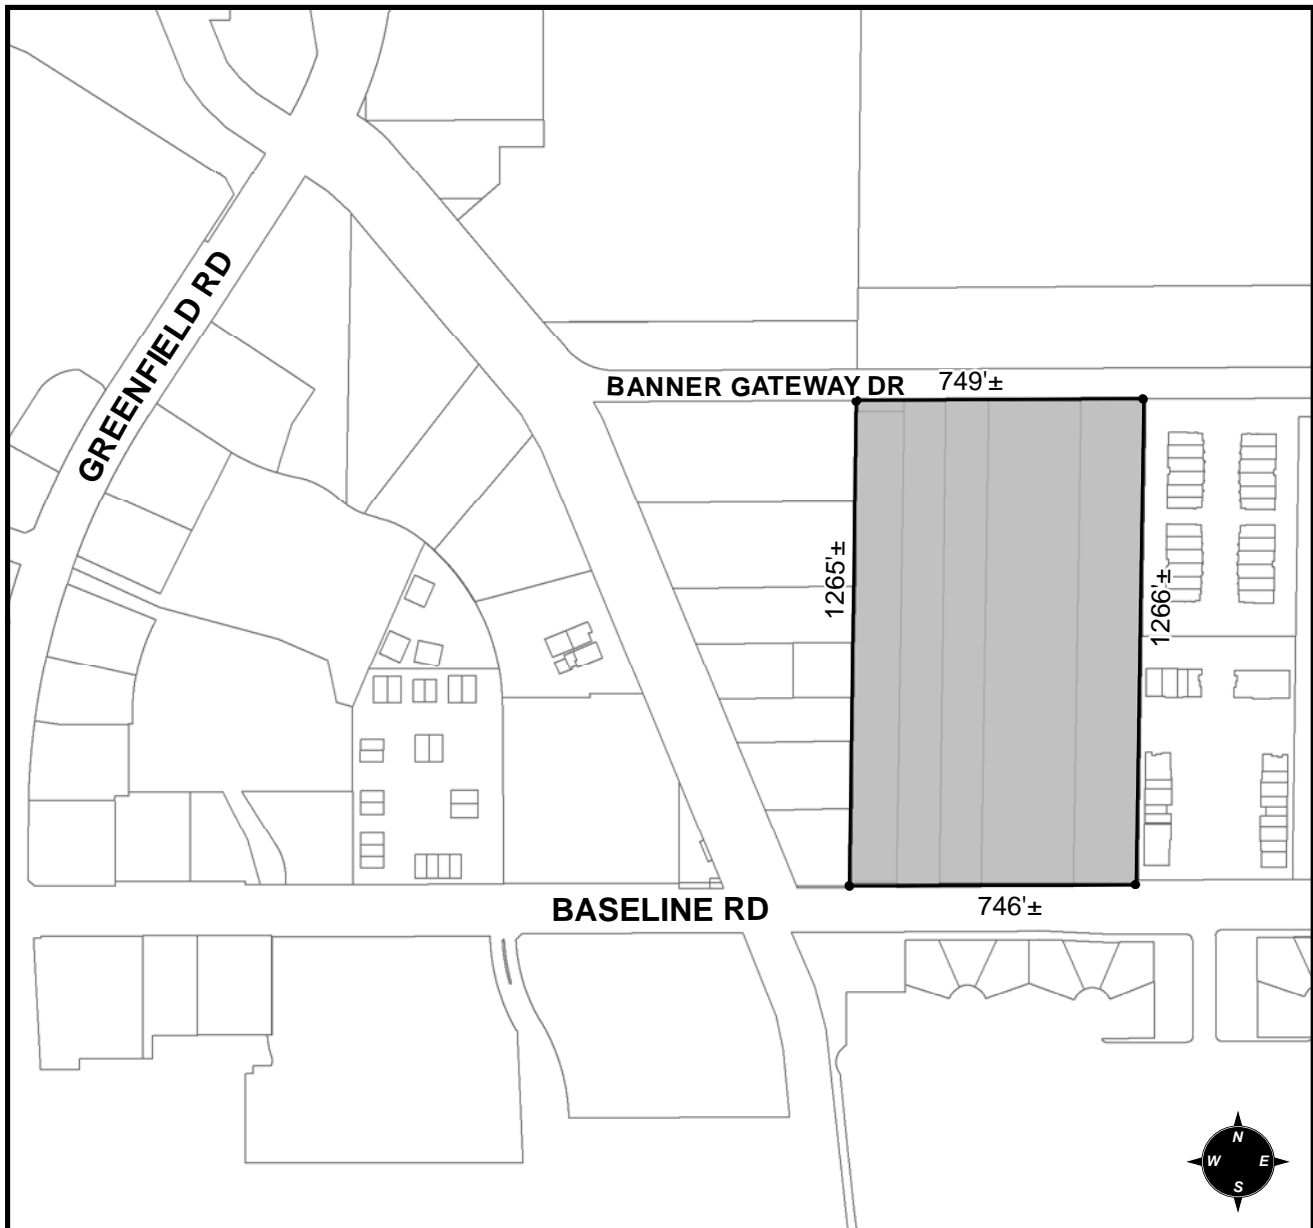 GREENFIELD RD
BANNER GATEWAY DR
749'±
1265'±
1266'±
BASELINE RD
746'±
N
W E
S